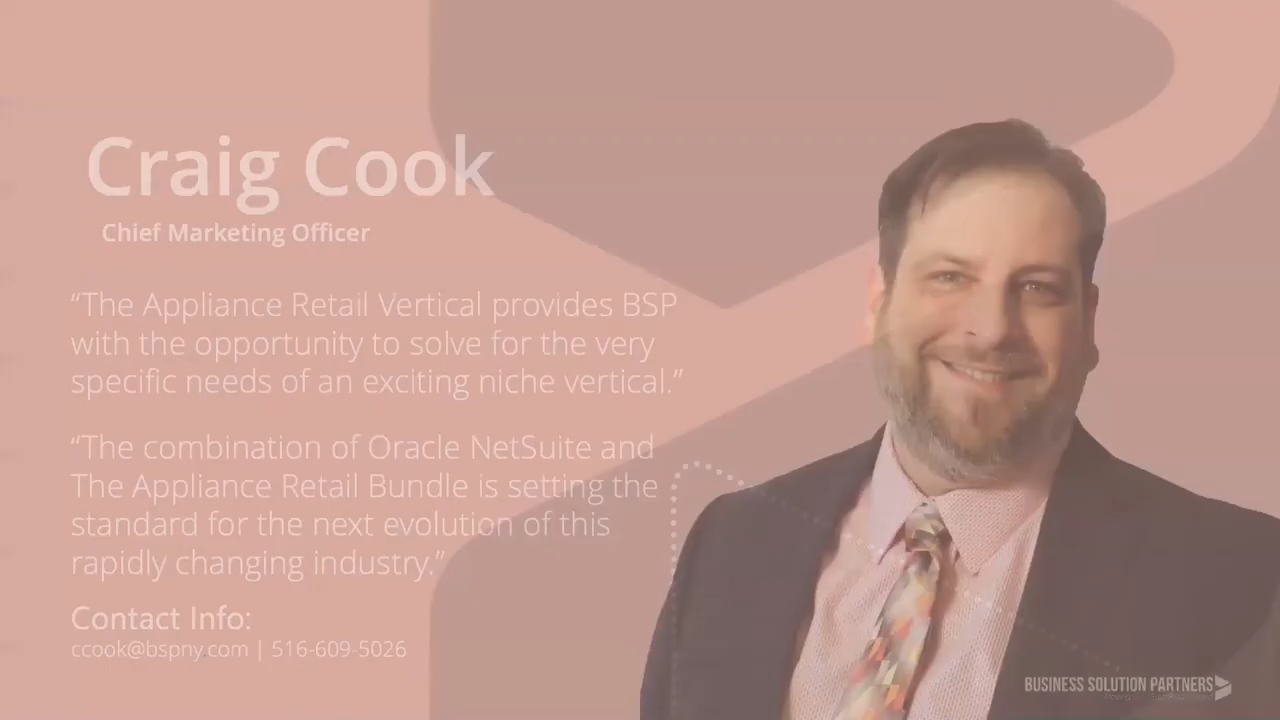 Craig Cook
Chief Marketing Officer
“The Appliance Retail Vertical provides BSP
with the opportunity to solve for the very
specific needs of an exciting niche vertical.”
“The combination of Oracle NetSuite and
The Appliance Retail Bundle is setting the
standard for the next evolution of this
rapidly changing industry.”
Contact Info:
ccook@bspny.com | 516-609-5026
BUSINESS SOLUTION PARTNERS